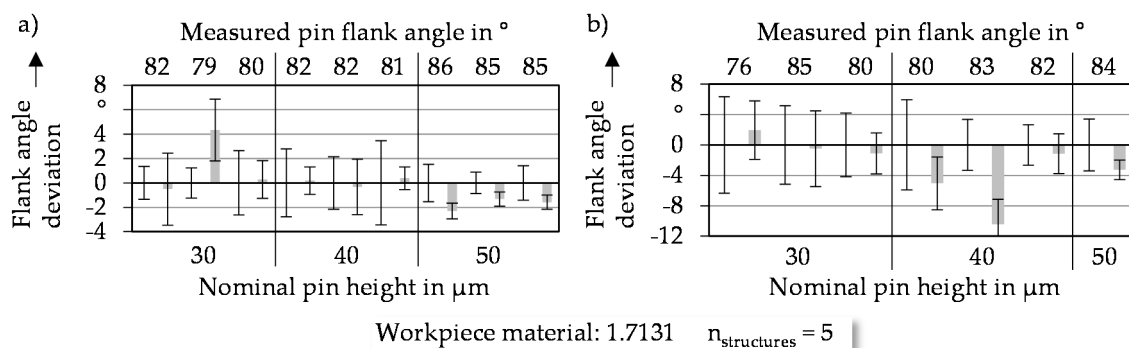 a)
Measured pin flank angle in °
82 79 80 82 82 81 86 85 85
Flank angle
deviation
8
°
4
2
0
-2
-4
30 40 50
Nominal pin height in µm
b)
Measured pin flank angle in °
76 85 80 80 83 82 84
Flank angle
deviation
8
°
0
-4
-8
-12
30 40 50
Nominal pin height in µm
Workpiece material: 1.7131 n structures = 5